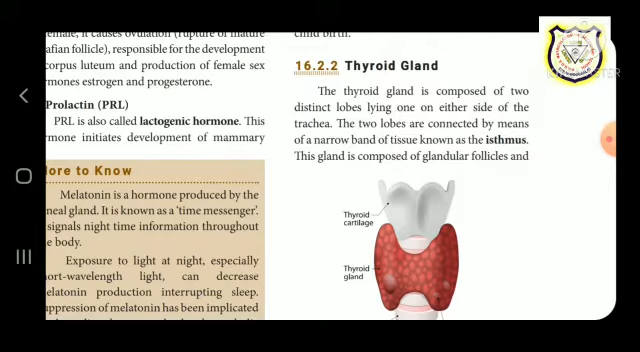 female, it causes ovulation (rupture of mature
afian follicle), responsible for the development
corpus luteum and production of female sex
rmones estrogen and progesterone.
Prolactin (PRL)
PRL is also called lactogenic hormone. This
rmone initiates development of mammary
ore to Know
Melatonin is a hormone produced by the
neal gland. It is known as a ‘time messenger’.
signals night time information throughout
e body.
Exposure to light at night, especially
ort-wavelength light, can decrease
elatonin production interrupting sleep.
uppression of melatonin has been implicated
child birth.
16.2.2 Thyroid Gland
The thyroid gland is composed of two
distinct lobes lying one on either side of the
trachea. The two lobes are connected by means
of a narrow band of tissue known as the isthmus.
This gland is composed of glandular follicles and
Thyroid
cartilage
Thyroid
gland